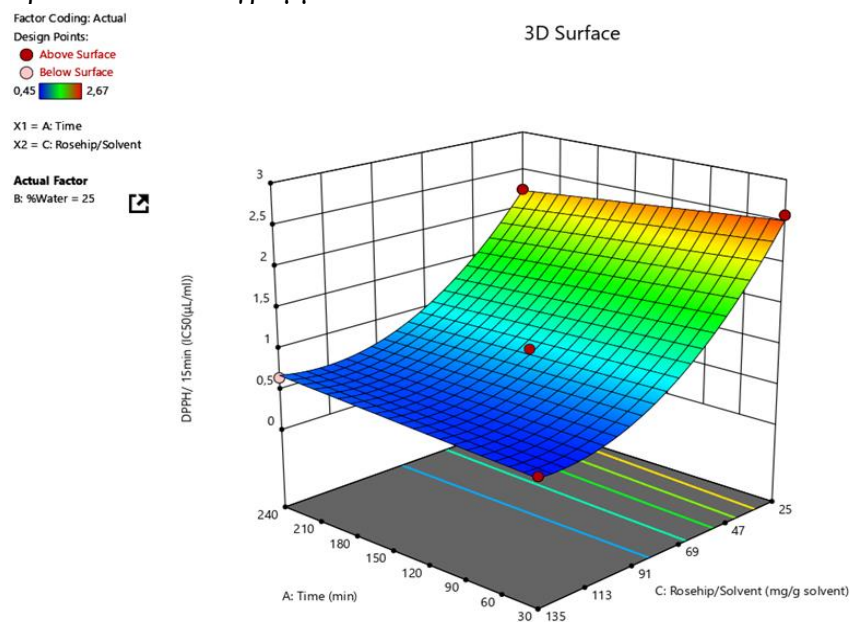 Factor Coding: Actual
Design Points:
Above Surface
Below Surface
0,45 2,67
X1 = A: Time
X2 = C: Rosehip/Solvent
Actual Factor
B: %Water = 25
3D Surface
DPPH/ 15min (IC50(µL/ml))
3
2,5
2
1,5
1
0,5
0
240
210
180
150
120
90
60
30
A: Time (min)
135
113
91
69
47
25
C: Rosehip/Solvent (mg/g solvent)